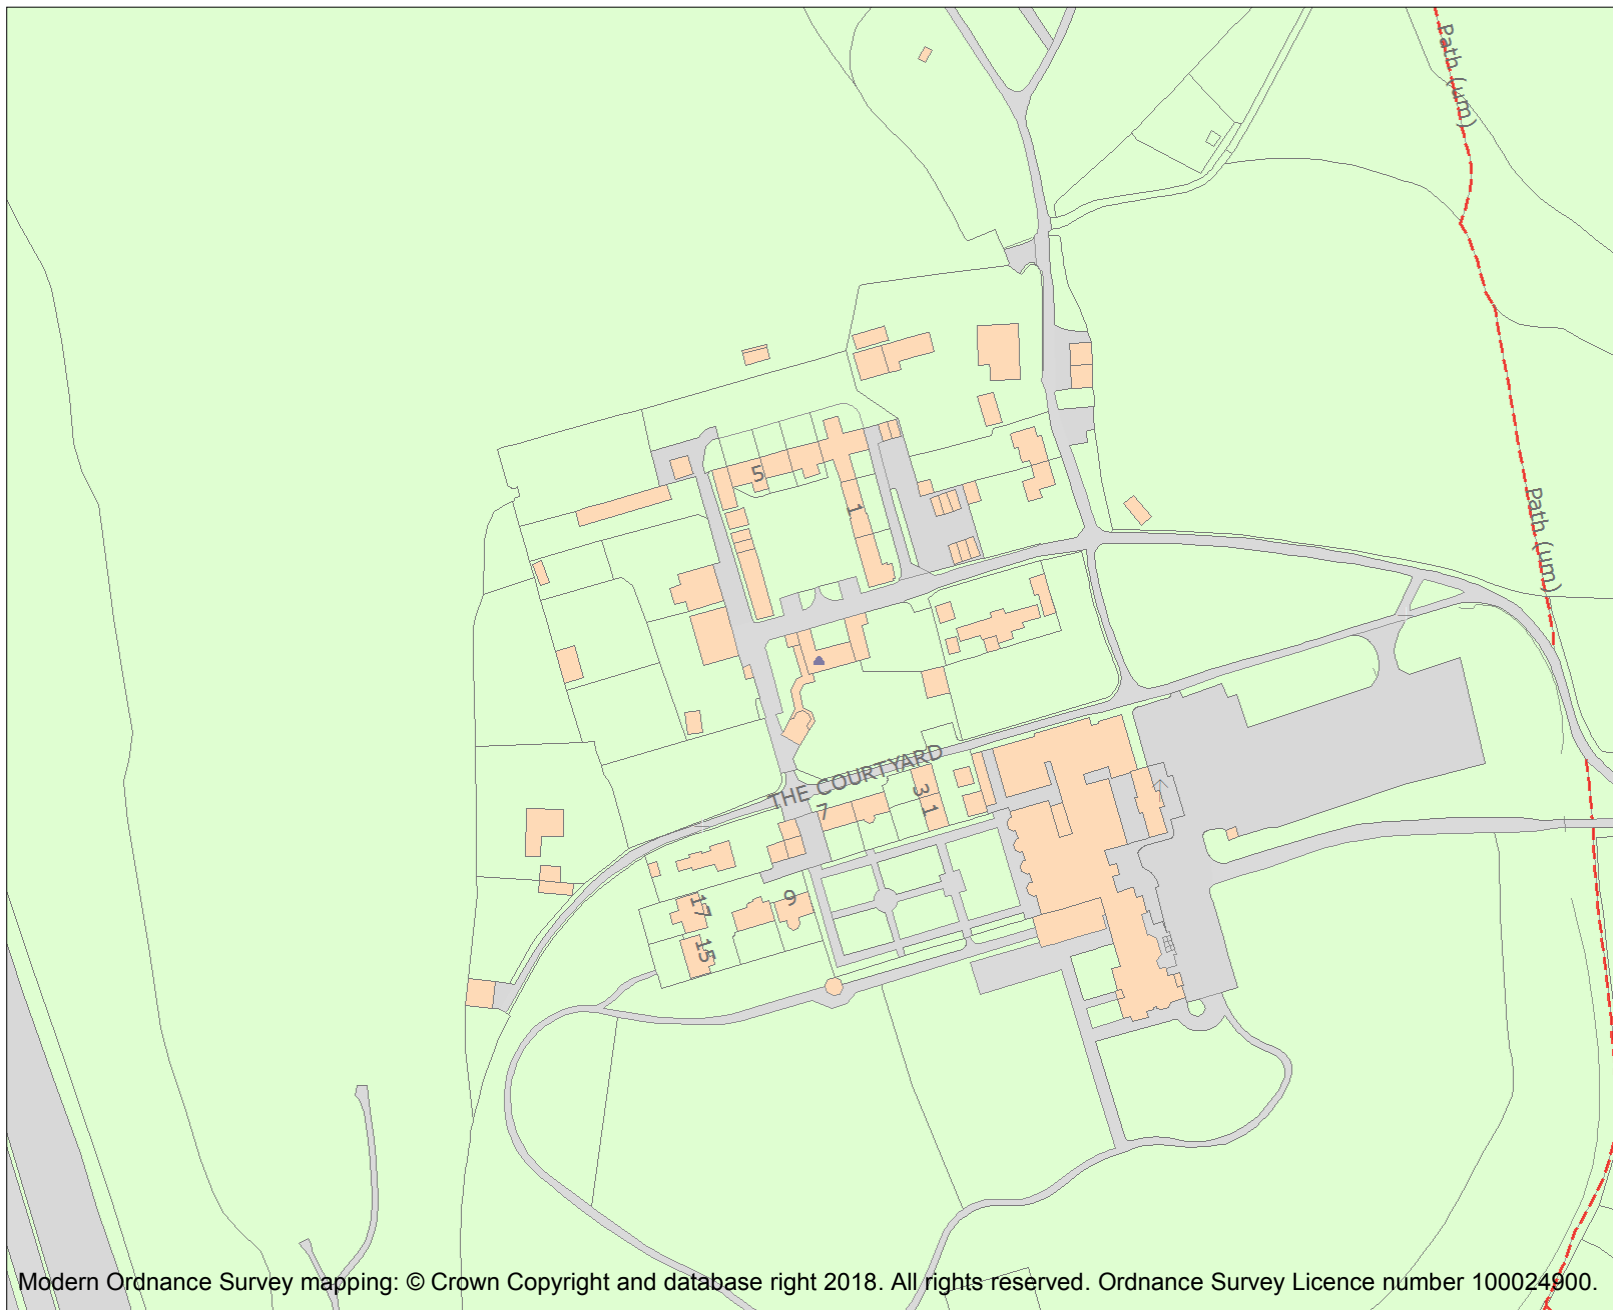 Path (um)
5
1
Path (um)
THE COURTYARD
3
1
7
9
17
15
Modern Ordnance Survey mapping: © Crown Copyright and database right 2018. All rights reserved. Ordnance Survey Licence number 100024900.